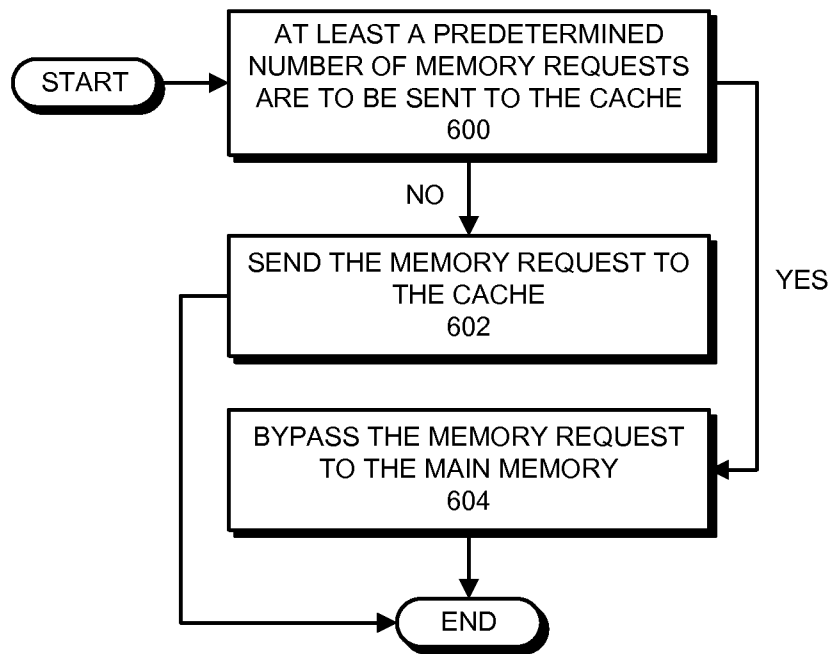 START
AT LEAST A PREDETERMINED
NUMBER OF MEMORY REQUESTS
ARE TO BE SENT TO THE CACHE
600
NO
YES
SEND THE MEMORY REQUEST TO
THE CACHE
602
BYPASS THE MEMORY REQUEST
TO THE MAIN MEMORY
604
END